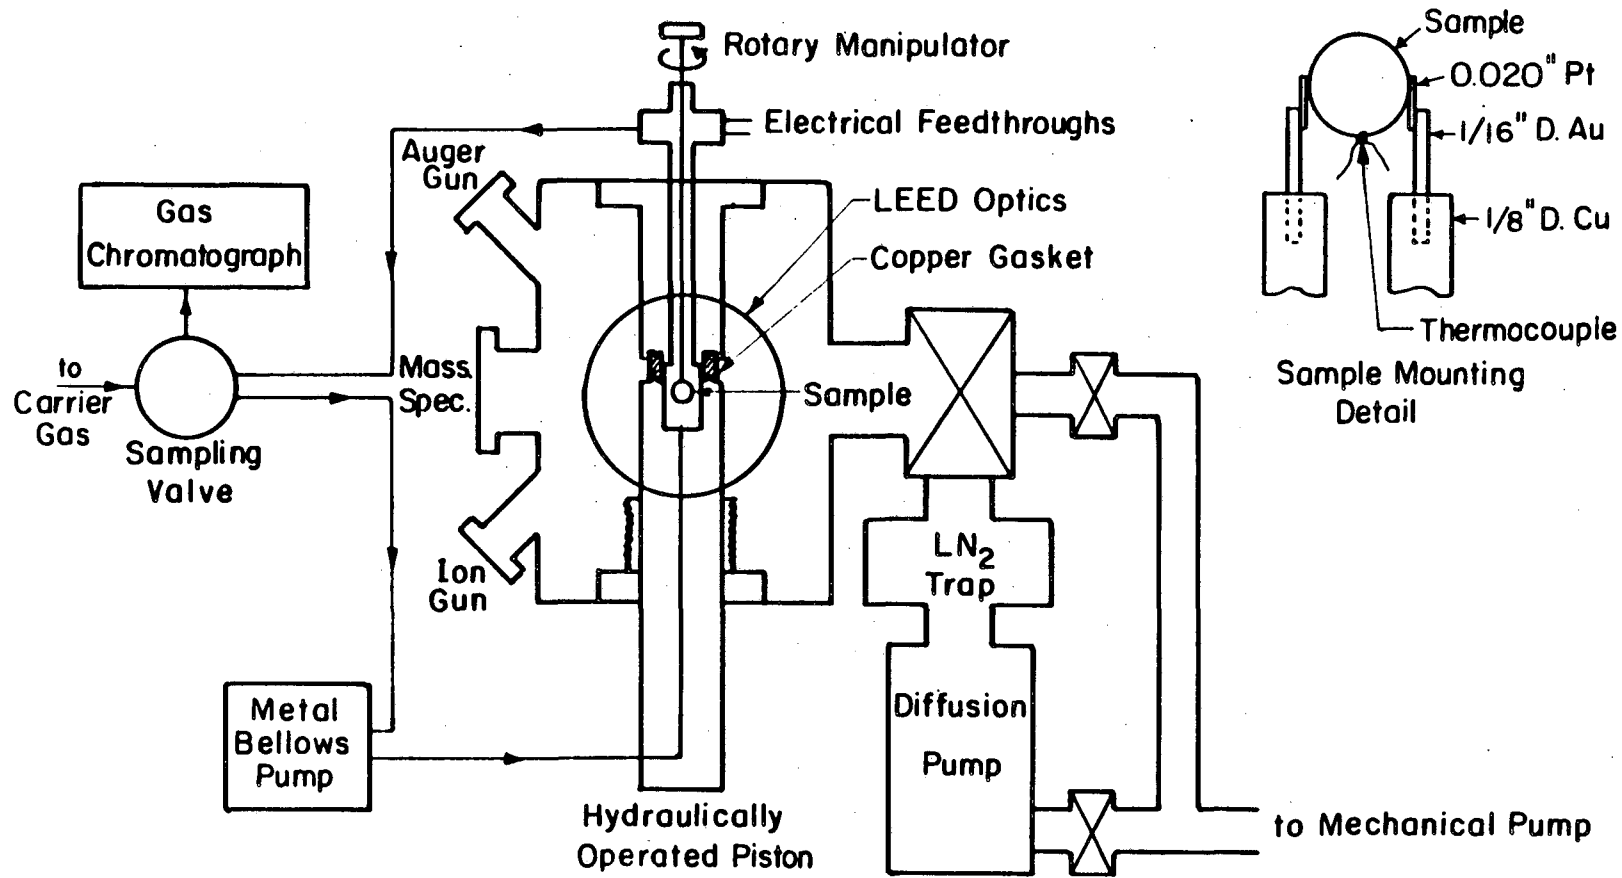 Rotary Manipulator
Electrical Feedthroughs
Auger
Gun
Gas
Chromatograph
LEED Optics
Copper Gasket
to
Carrier
Gas
Mass.
Spec.
Sample
Sampling
Valve
Ion
Gun
LN2
Trap
Metal
Bellows
Pump
Diffusion
Pump
Hydraulically
Operated Piston
to Mechanical Pump
Sample
0.020" Pt
1/16" D. Au
1/8" D. Cu
Thermacouple
Sample Mounting
Detail